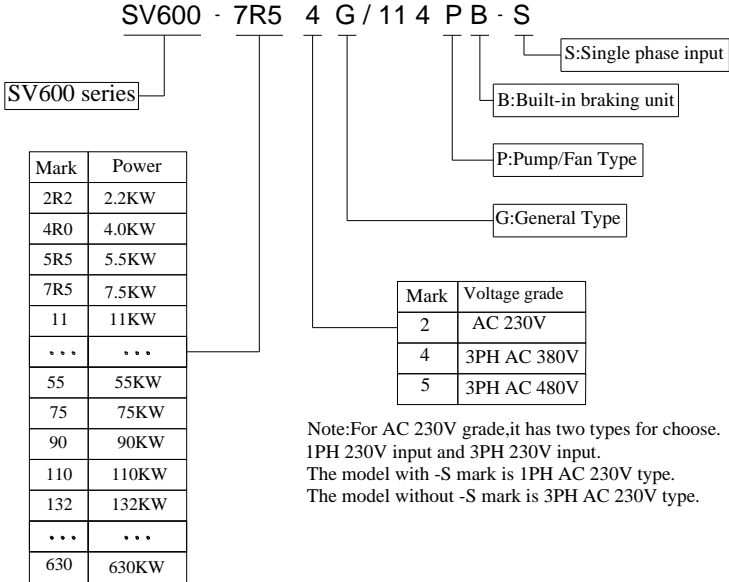 SV600 - 7R5 4 G / 11 4 P B - S
S:Single phase input
SV600 series
B:Built-in braking unit
P:Pump/Fan Type
G:General Type
Mark Power
2R2 2.2KW
4R0 4.0KW
5R5 5.5KW
7R5 7.5KW
11 11KW
... ...
55 55KW
75 75KW
90 90KW
110 110KW
132 132KW
... ...
630 630KW
Mark Voltage grade
2 AC 230V
4 3PH AC 380V
5 3PH AC 480V
Note:For AC 230V grade,it has two types for choose.
1PH 230V input and 3PH 230V input.
The model with -S mark is 1PH AC 230V type.
The model without -S mark is 3PH AC 230V type.